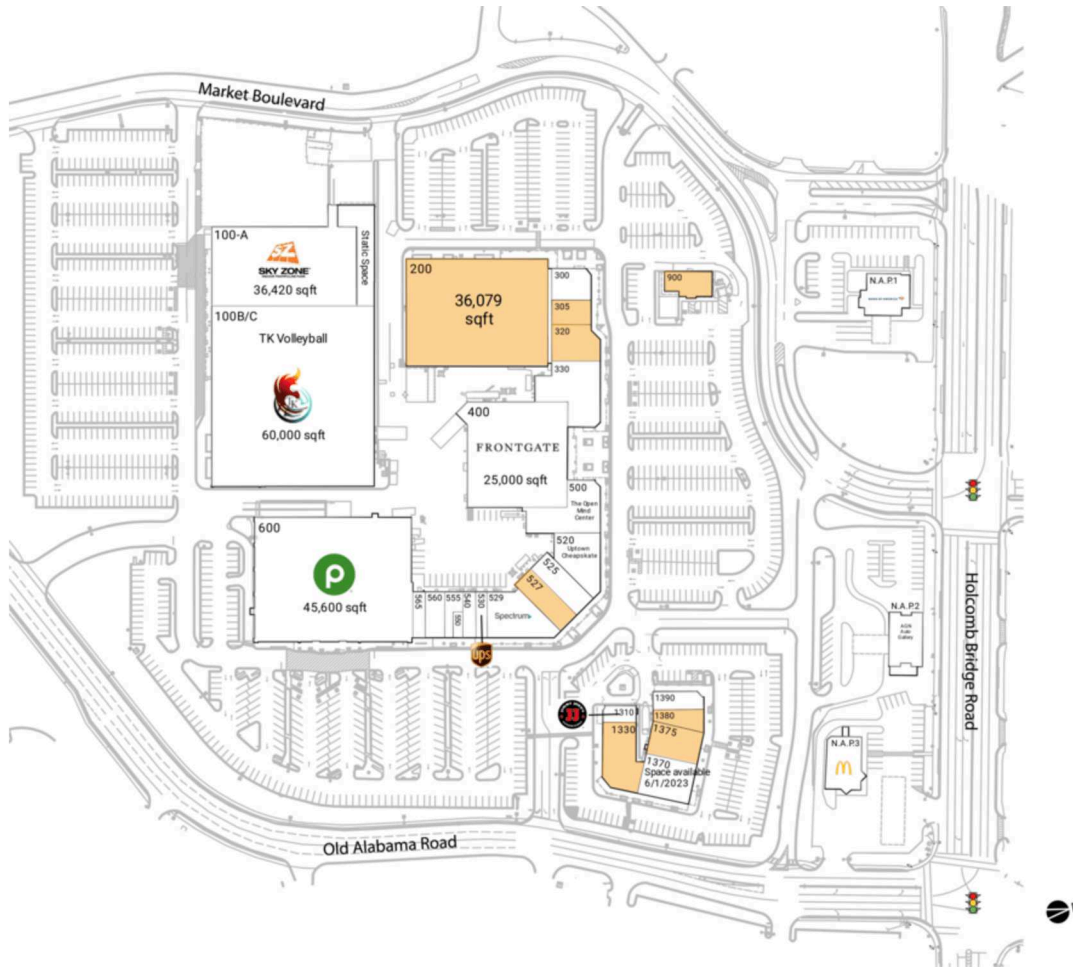 Market Boulevard
100-A
SKY ZONE
36,420 sqft
Static Space
100B/C
TK Volleyball
60,000 sqft
200
36,079
sqft
300
305
320
330
900
N.A.P.1
400
FRONTGATE
25,000 sqft
500
The Open
Mind
Center
520
Uptown
Cheapskate
525
527
600
45,600 sqft
565
560
555
550
540
530
529
Spectrum
ups
1390
1310
1380
1330
1375
1370
Space available
6/1/2023
N.A.P.2
N.A.P.3
Holcomb Bridge Road
Old Alabama Road